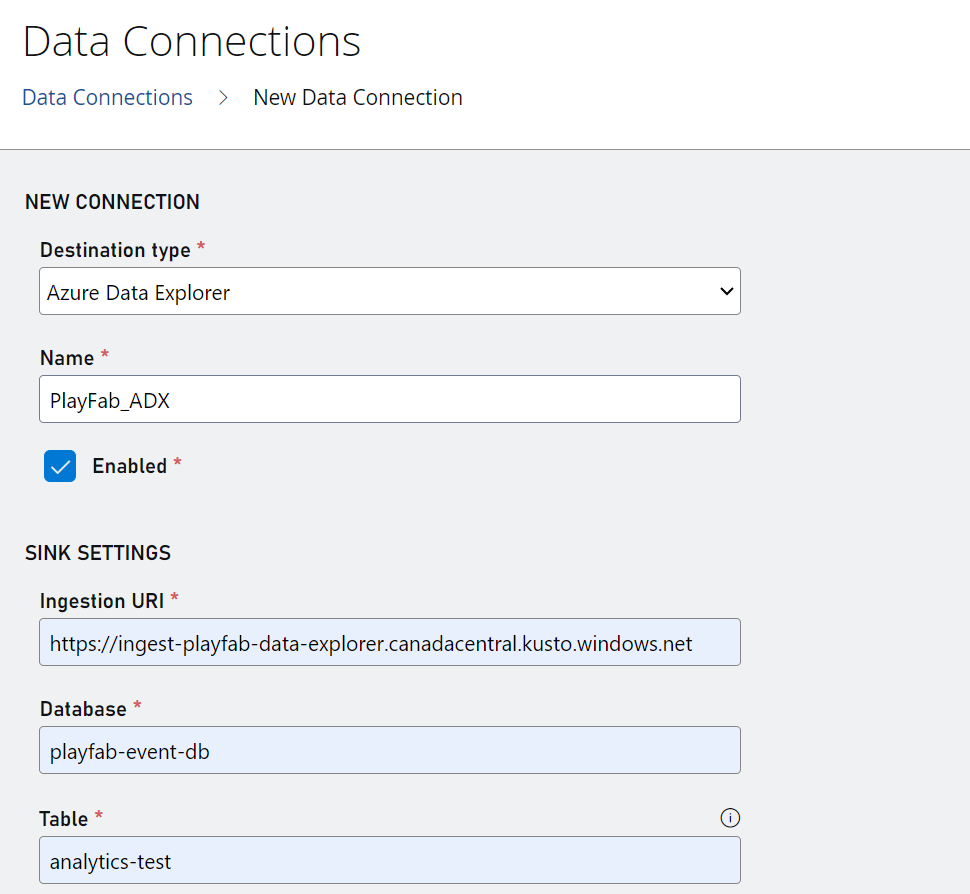 Data Connections
Data Connections > New Data Connection
NEW CONNECTION
Destination type *
Azure Data Explorer
Name *
PlayFab_ADX
Enabled *
SINK SETTINGS
Ingestion URI *
https://ingest-playfab-data-explorer.canadacentral.kusto.windows.net
Database *
playfab-event-db
Table *
analytics-test